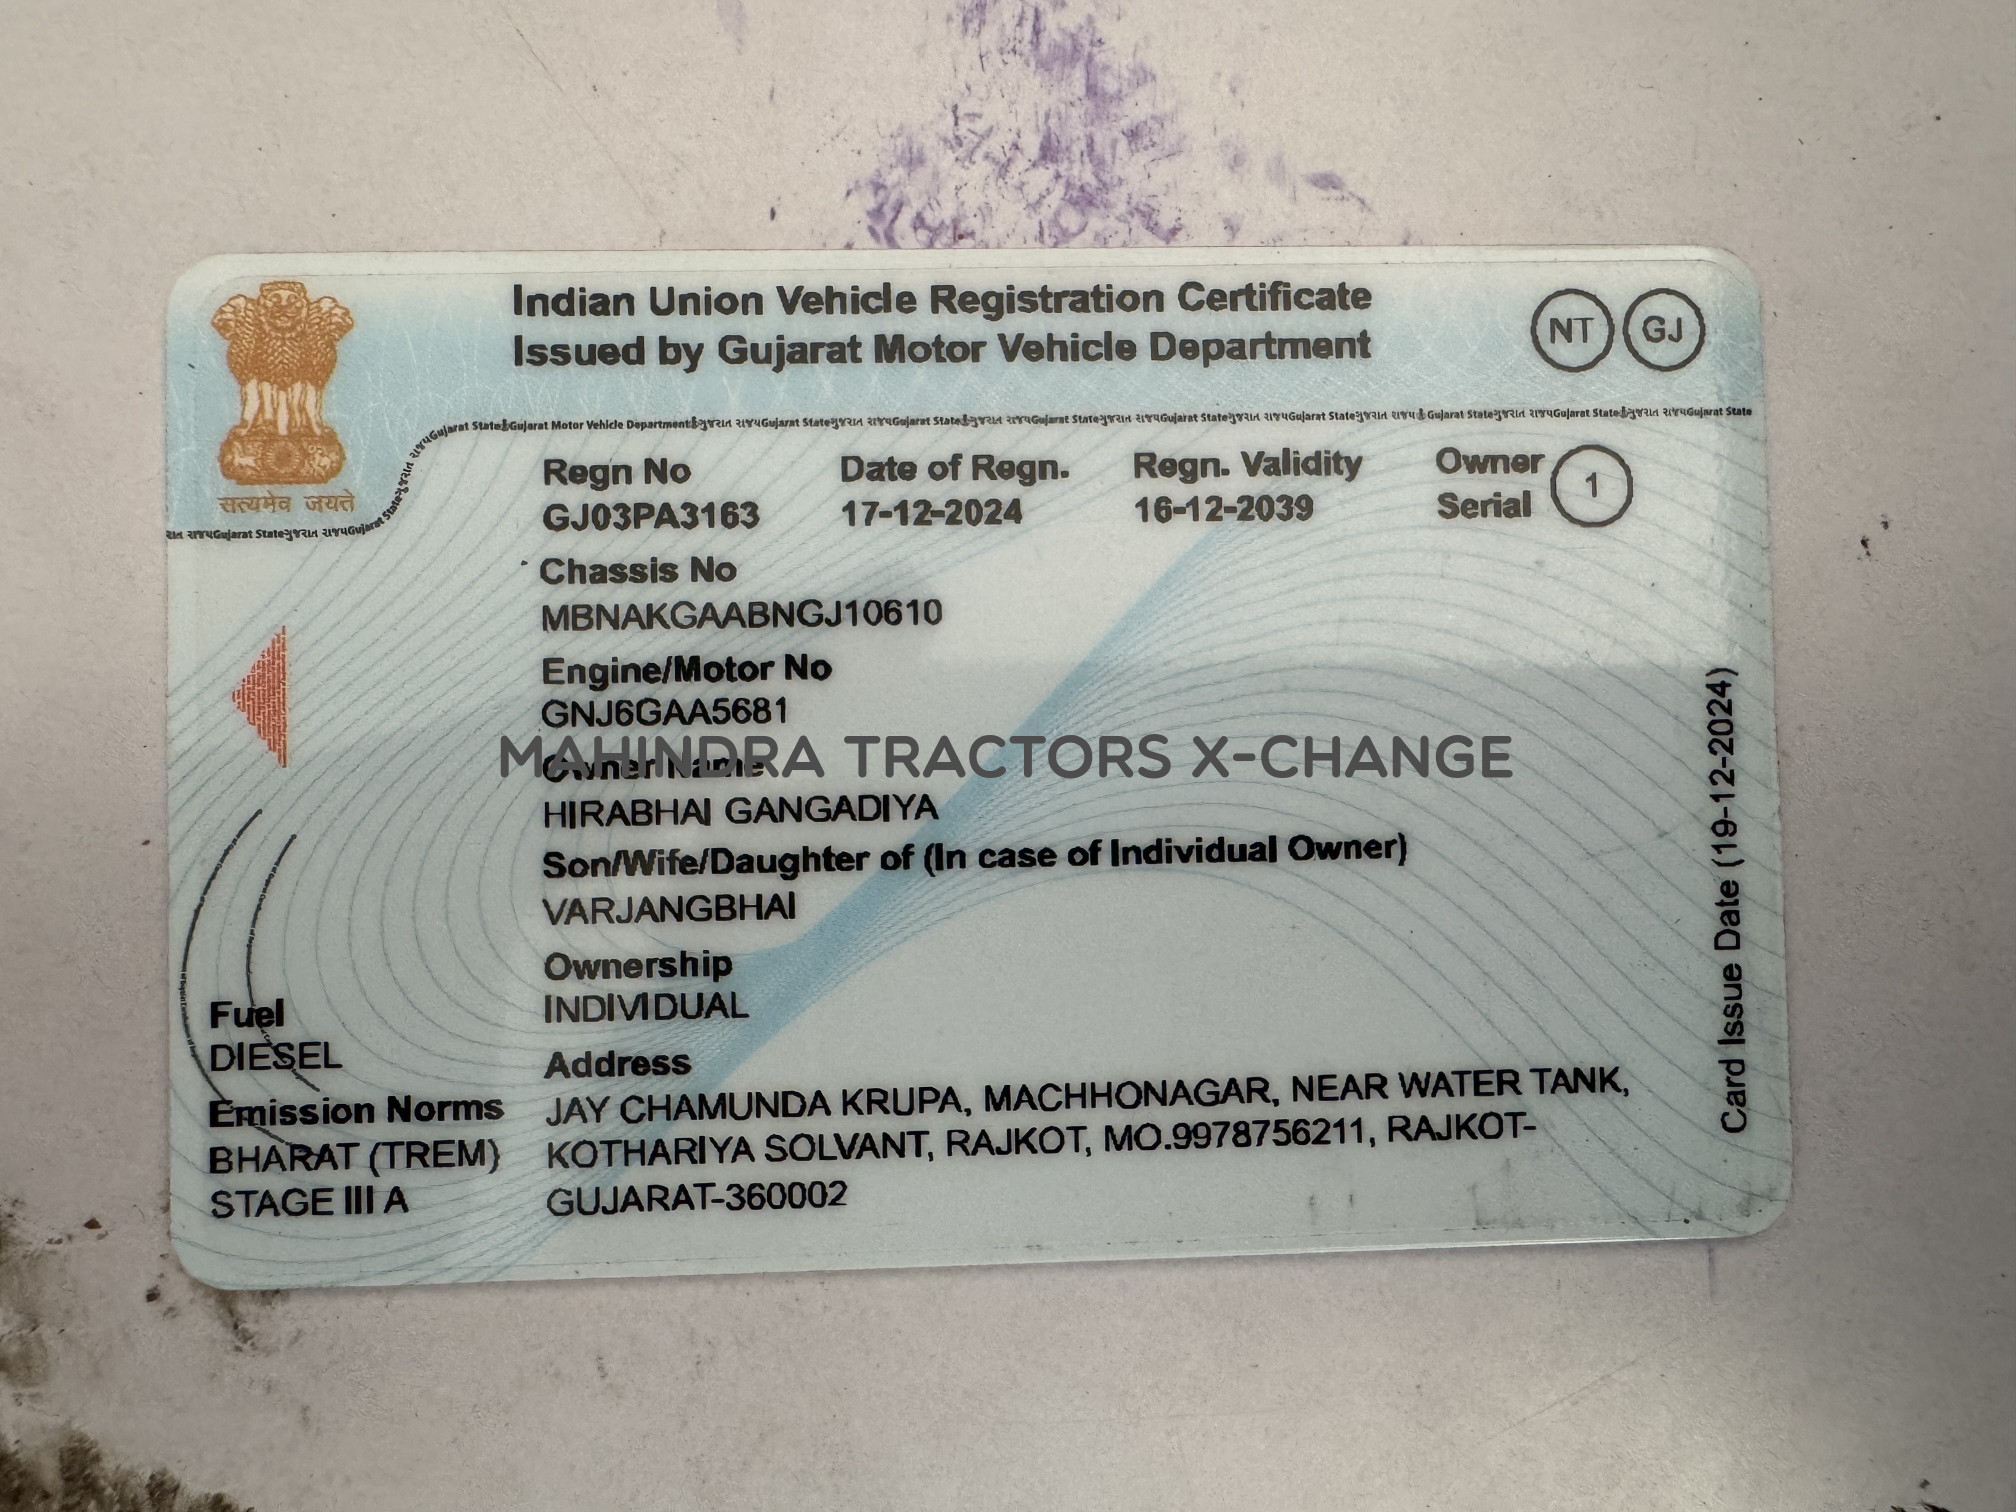 Indian Union Vehicle Registration Certificate
Issued by Gujarat Motor Vehicle Department
NT GJ
सत्यमेव जयते
Regn No Date of Regn. Regn. Validity Owner Serial 1
GJ03PA3163 17-12-2024 16-12-2039
Chassis No
MBNAKGAABNGJ10610
Engine/Motor No
GNJ6GAA5681
MAHINDRA TRACTORS X-CHANGE
Owner Name
HIRABHAI GANGADIYA
Son/Wife/Daughter of (In case of Individual Owner)
VARJANGBHAI
Ownership
INDIVIDUAL
Fuel
DIESEL
Emission Norms
BHARAT (TREM)
STAGE III A
Address
JAY CHAMUNDA KRUPA, MACHHONAGAR, NEAR WATER TANK,
KOTHARIYA SOLVANT, RAJKOT, MO.9978756211, RAJKOT-
GUJARAT-360002
Card Issue Date (19-12-2024)